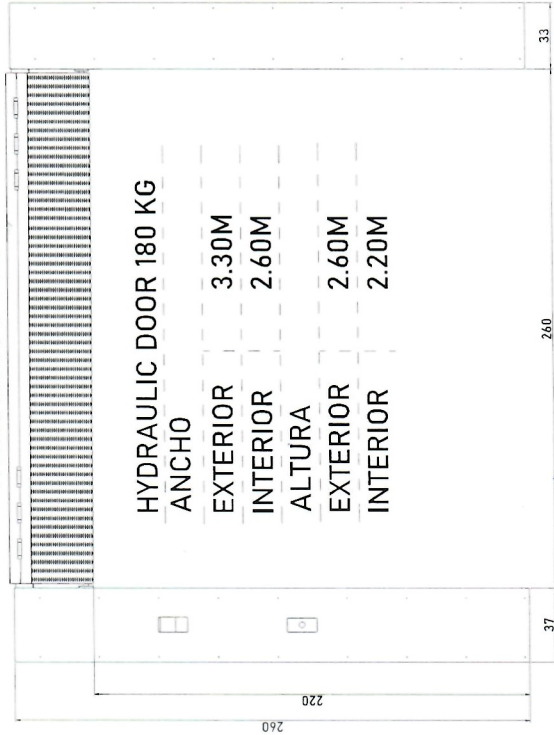 HYDRAULIC DOOR 180 KG
ANCHO
EXTERIOR 3.30M
INTERIOR 2.60M
ALTURA
EXTERIOR 2.60M
INTERIOR 2.20M
260
220
37
260
33